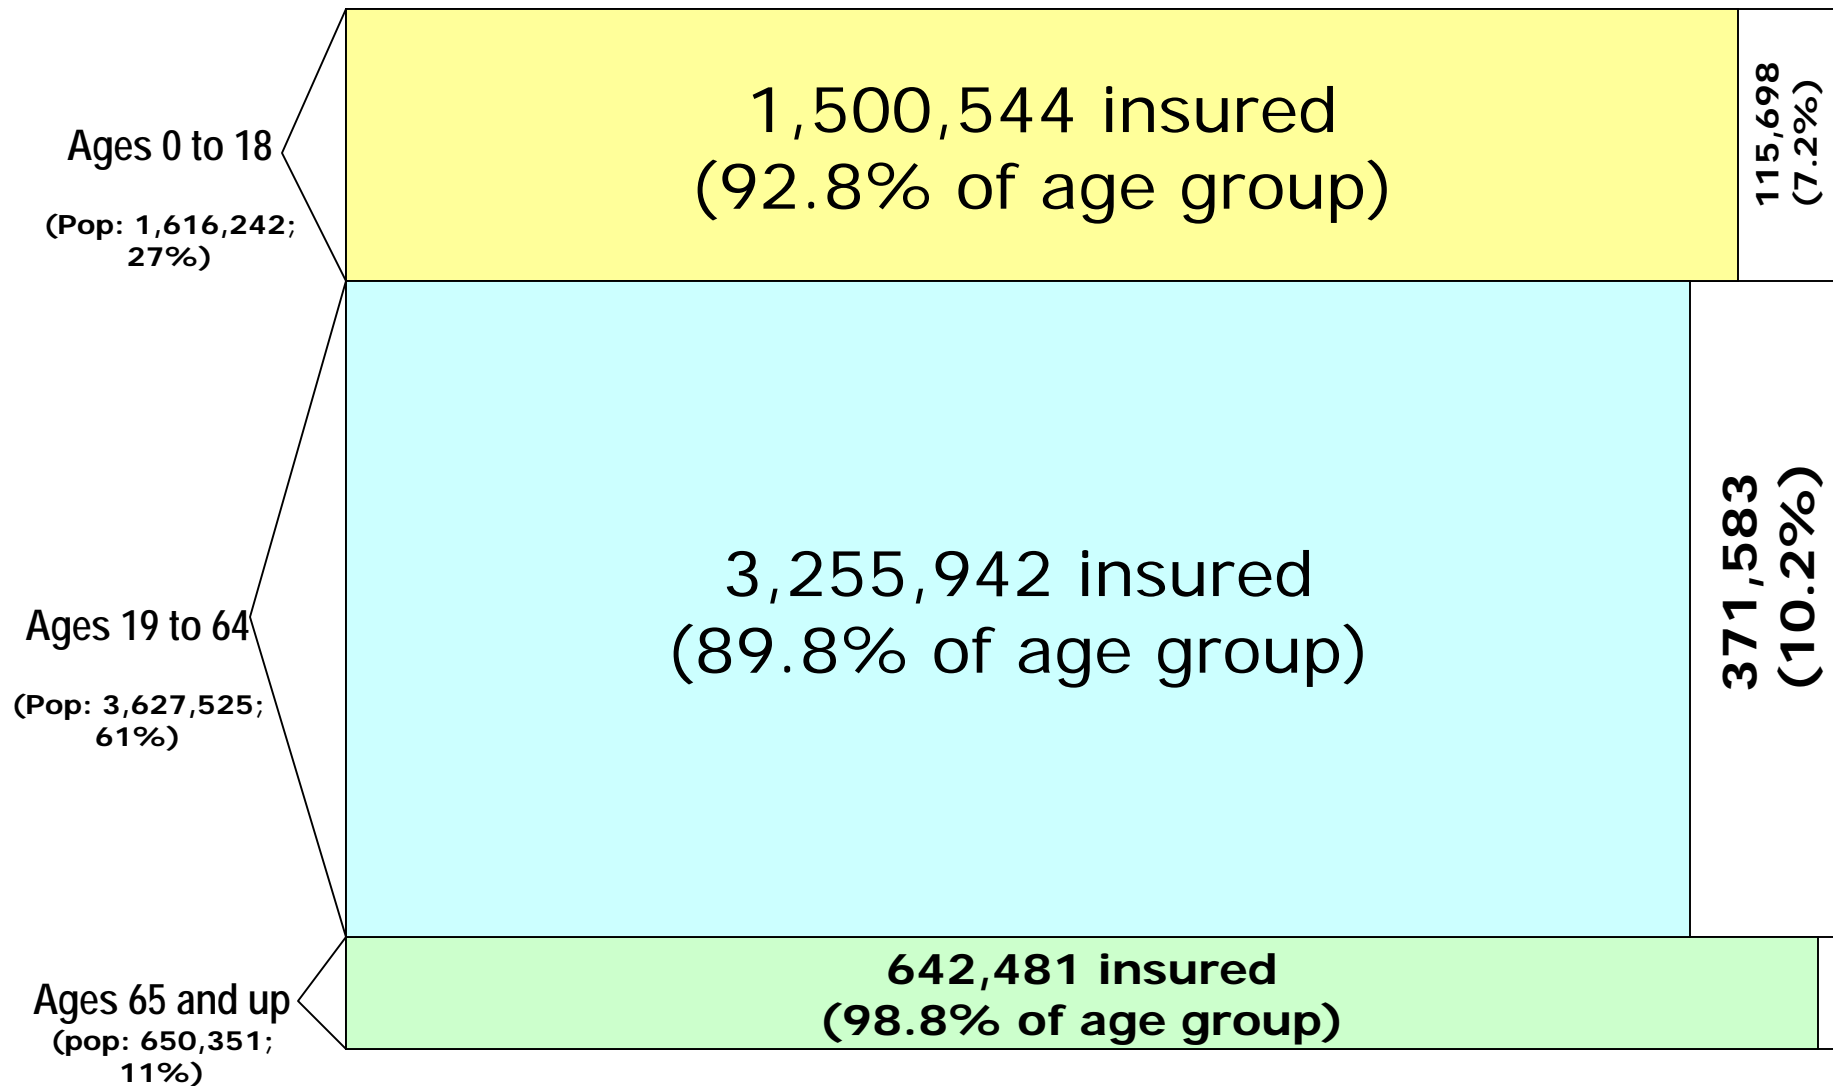 Ages 0 to 18
(Pop: 1,616,242;
27%)
1,500,544 insured
(92.8% of age group)
115,698
(7.2%)
Ages 19 to 64
(Pop: 3,627,525;
61%)
3,255,942 insured
(89.8% of age group)
371,583
(10.2%)
Ages 65 and up
(pop: 650,351;
11%)
642,481 insured
(98.8% of age group)